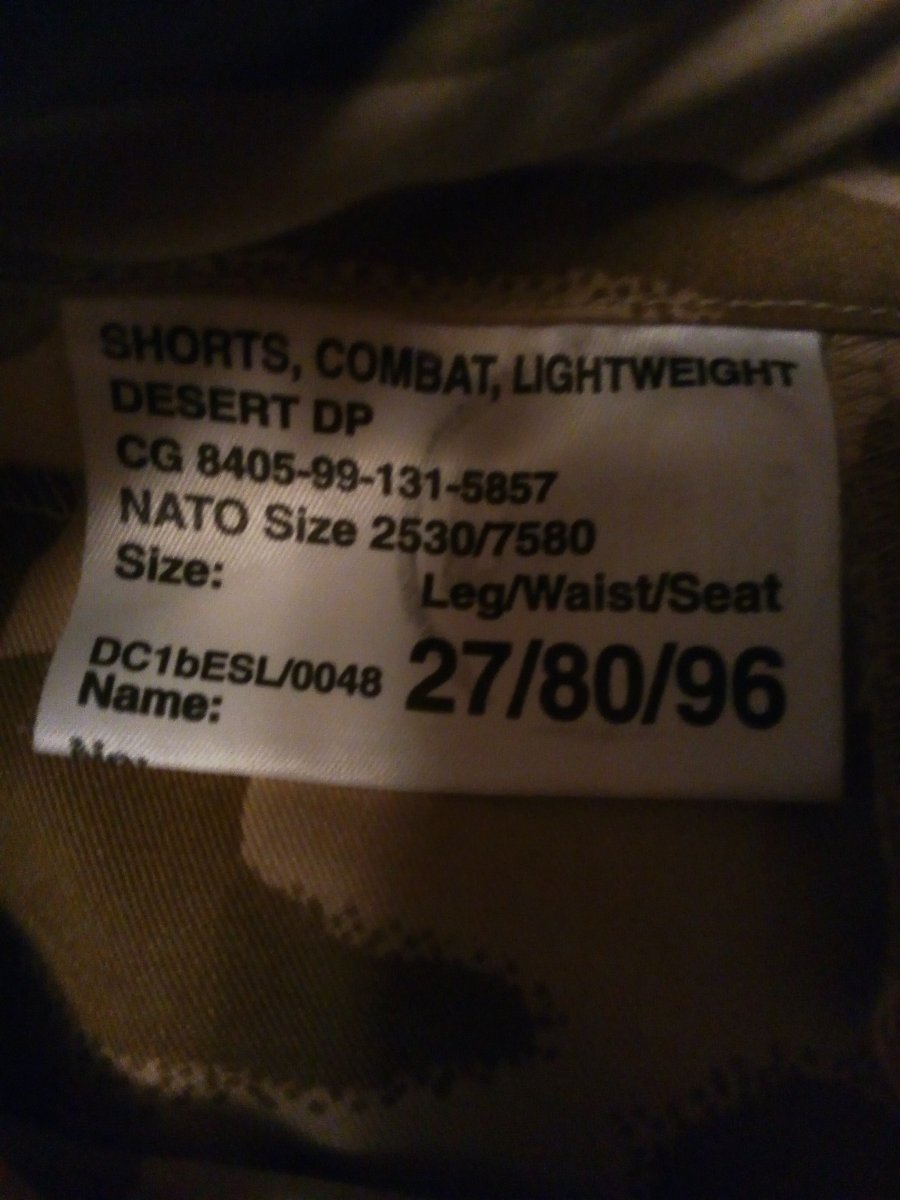 SHORTS, COMBAT, LIGHTWEIGHT
DESERT DP
CG 8405-99-131-5857
NATO Size 2530/7580
Size: Leg/Waist/Seat
DC1bESL/0048 27/80/96
Name:
No: